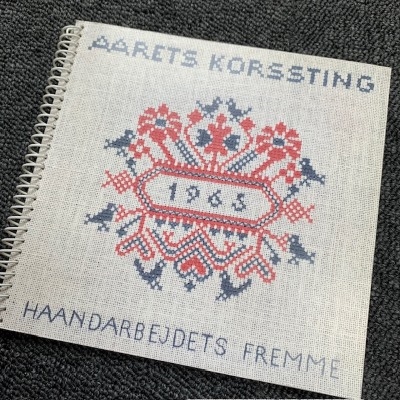 AARETS KORSSTING
1965
HAANDARBEJDETS FREMME